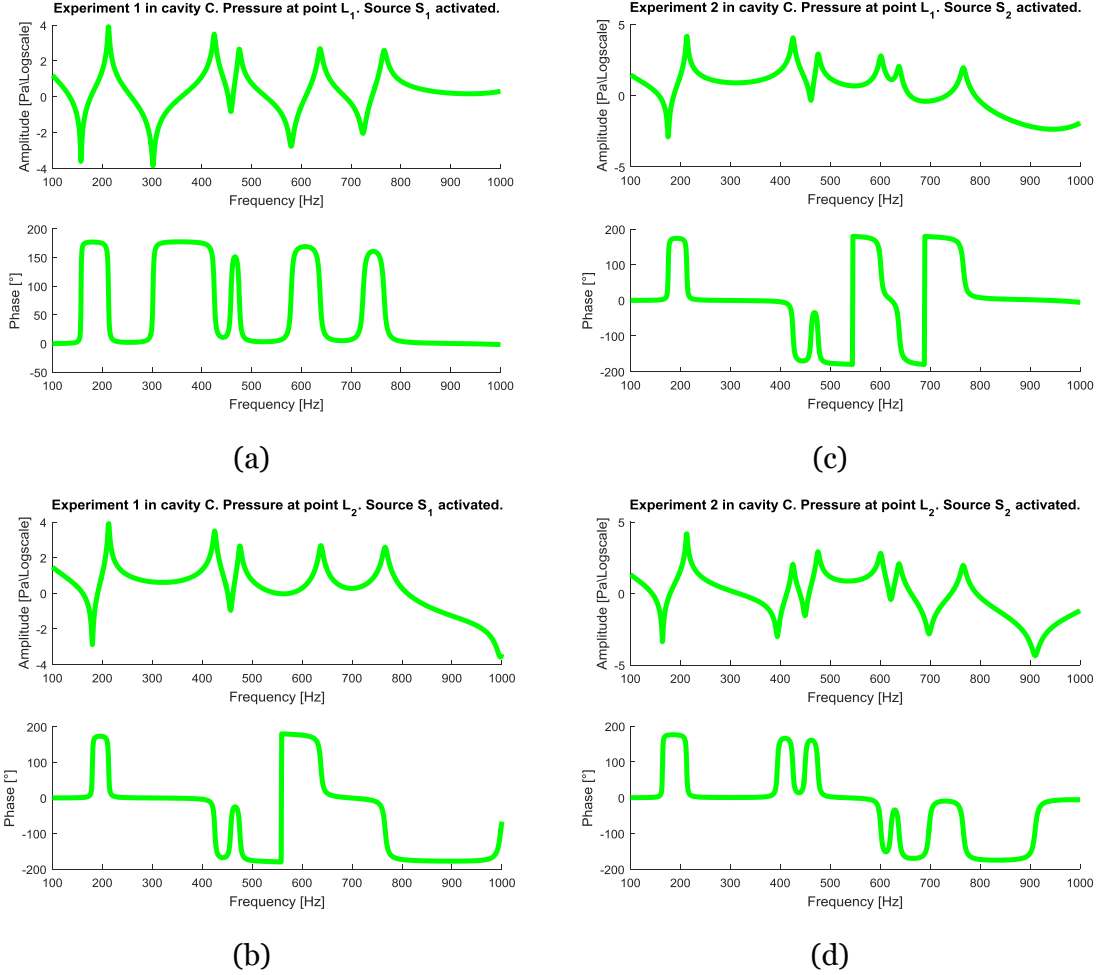 Experiment 1 in cavity C. Pressure at point L1. Source S1 activated.
Amplitude [Pa\Logscale]
4
2
0
-2
-4
100 200 300 400 500 600 700 800 900 1000
Frequency [Hz]
Phase [°]
200
150
100
50
0
-50
100 200 300 400 500 600 700 800 900 1000
Frequency [Hz]
(a)
Experiment 2 in cavity C. Pressure at point L1. Source S2 activated.
Amplitude [Pa\Logscale]
5
0
-5
100 200 300 400 500 600 700 800 900 1000
Frequency [Hz]
Phase [°]
200
100
0
-100
-200
100 200 300 400 500 600 700 800 900 1000
Frequency [Hz]
(c)
Experiment 1 in cavity C. Pressure at point L2. Source S1 activated.
Amplitude [Pa\Logscale]
4
2
0
-2
-4
100 200 300 400 500 600 700 800 900 1000
Frequency [Hz]
Phase [°]
200
100
0
-100
-200
100 200 300 400 500 600 700 800 900 1000
Frequency [Hz]
(b)
Experiment 2 in cavity C. Pressure at point L2. Source S2 activated.
Amplitude [Pa\Logscale]
5
0
-5
100 200 300 400 500 600 700 800 900 1000
Frequency [Hz]
Phase [°]
200
100
0
-100
-200
100 200 300 400 500 600 700 800 900 1000
Frequency [Hz]
(d)